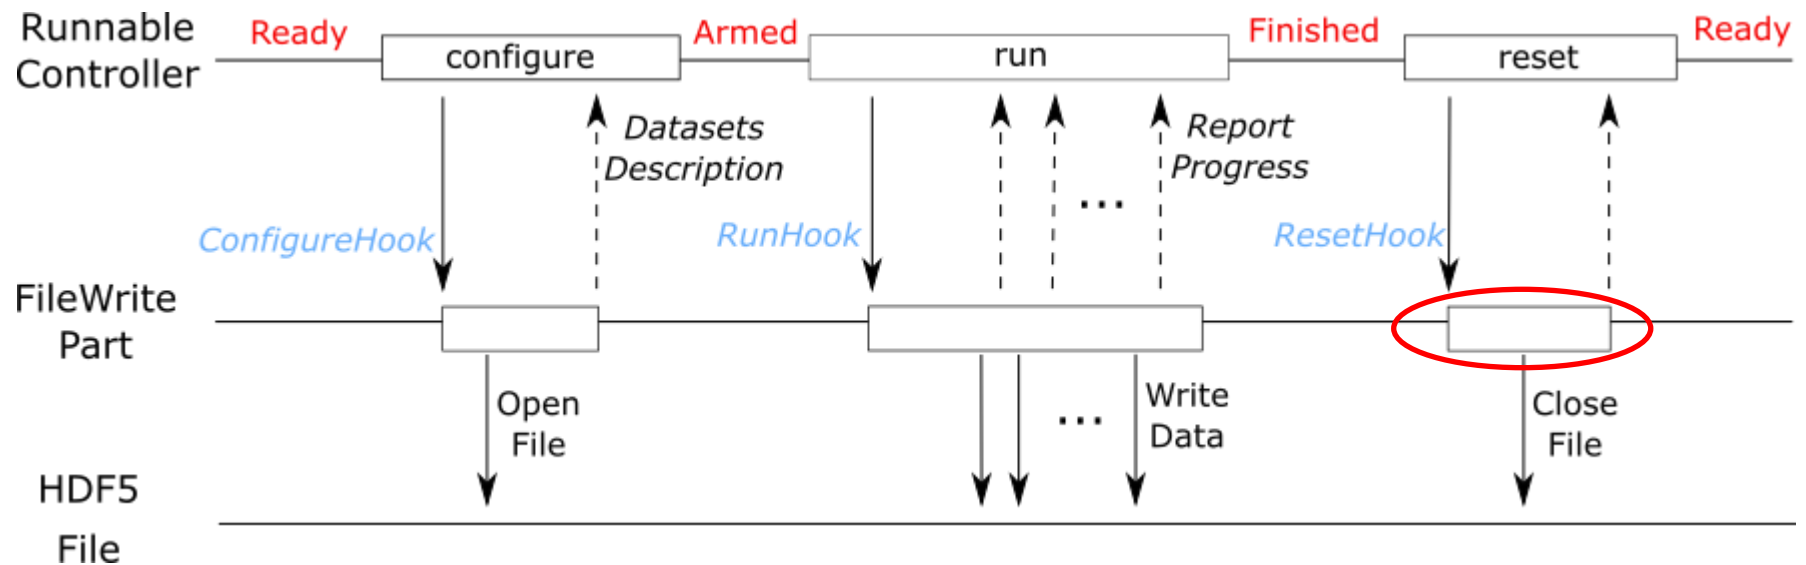 Runnable
Controller
Ready
configure
Armed
run
Finished
reset
Ready
Datasets
Description
Report
Progress
...
ConfigureHook
RunHook
ResetHook
FileWrite
Part
Open
File
...
Write
Data
Close
File
HDF5
File